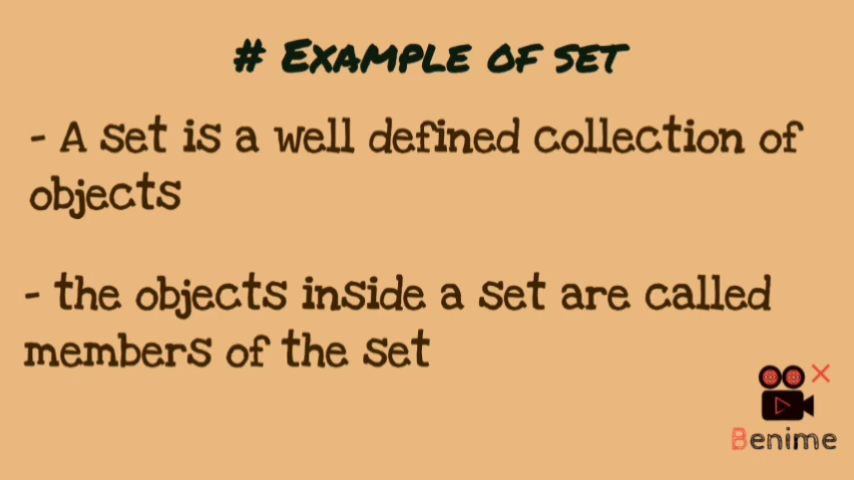 # Example of set
- A set is a well defined collection of
objects
- the objects inside a set are called
members of the set
Benime